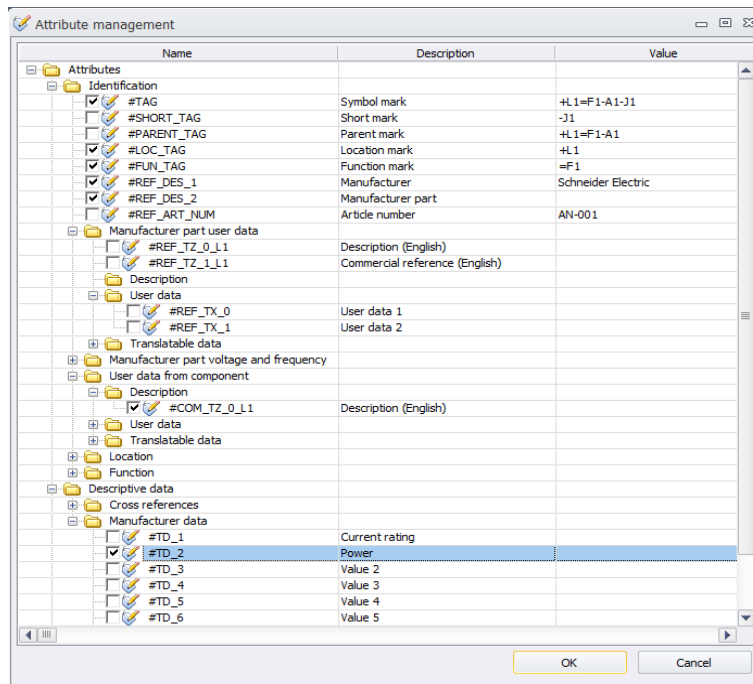 Attribute management
Name Description Value
Attributes
Identification
#TAG Symbol mark +L1=F1-A1-J1
#SHORT_TAG Short mark -J1
#PARENT_TAG Parent mark +L1=F1-A1
#LOC_TAG Location mark +L1
#FUN_TAG Function mark =F1
#REF_DES_1 Manufacturer Schneider Electric
#REF_DES_2 Manufacturer part
#REF_ART_NUM Article number AN-001
Manufacturer part user data
#REF_TZ_0_L1 Description (English)
#REF_TZ_1_L1 Commercial reference (English)
Description
User data
#REF_TX_0 User data 1
#REF_TX_1 User data 2
Translatable data
Manufacturer part voltage and frequency
User data from component
Description
#COM_TZ_0_L1 Description (English)
User data
Translatable data
Location
Function
Descriptive data
Cross references
Manufacturer data
#TD_1 Current rating
#TD_2 Power
#TD_3 Value 2
#TD_4 Value 3
#TD_5 Value 4
#TD_6 Value 5
OK Cancel